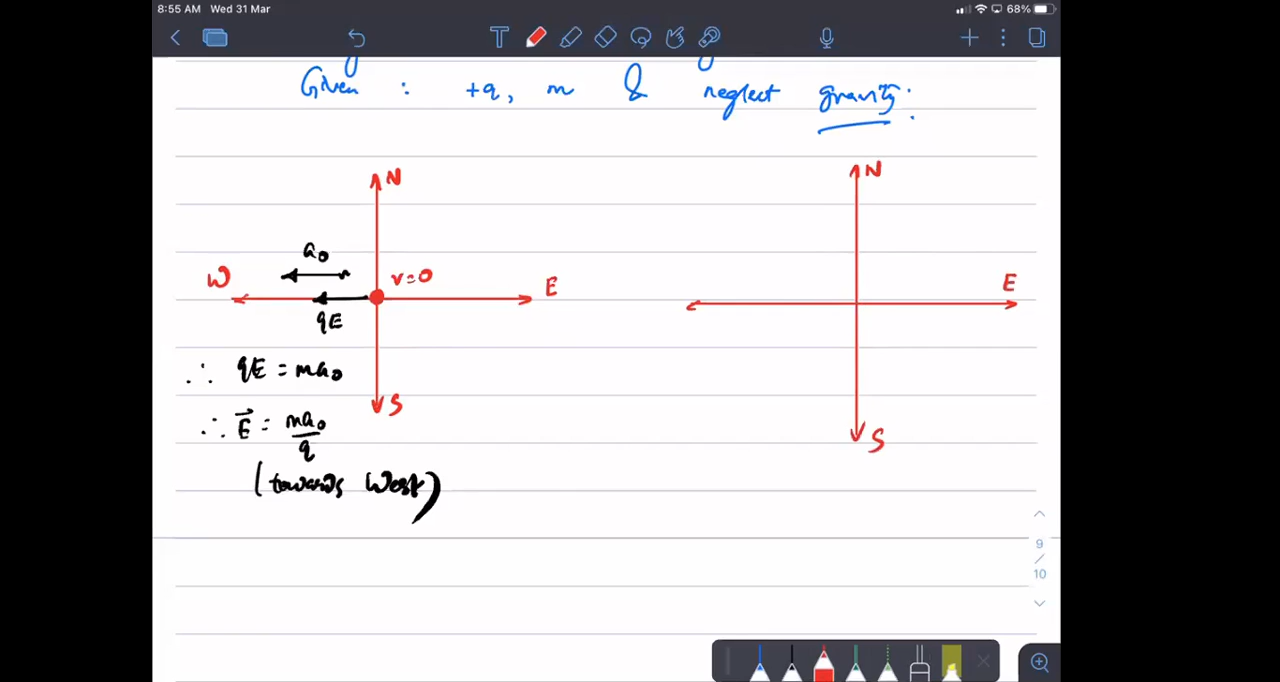 8:55 AM Wed 31 Mar 68%
T
Given : +q, m & neglect gravity.
N
a₀
W
v=0
E
qE
∴ qE = ma₀
S
∴ E⃗ = ma₀/q
(towards West)
N
E
S
9
/
10